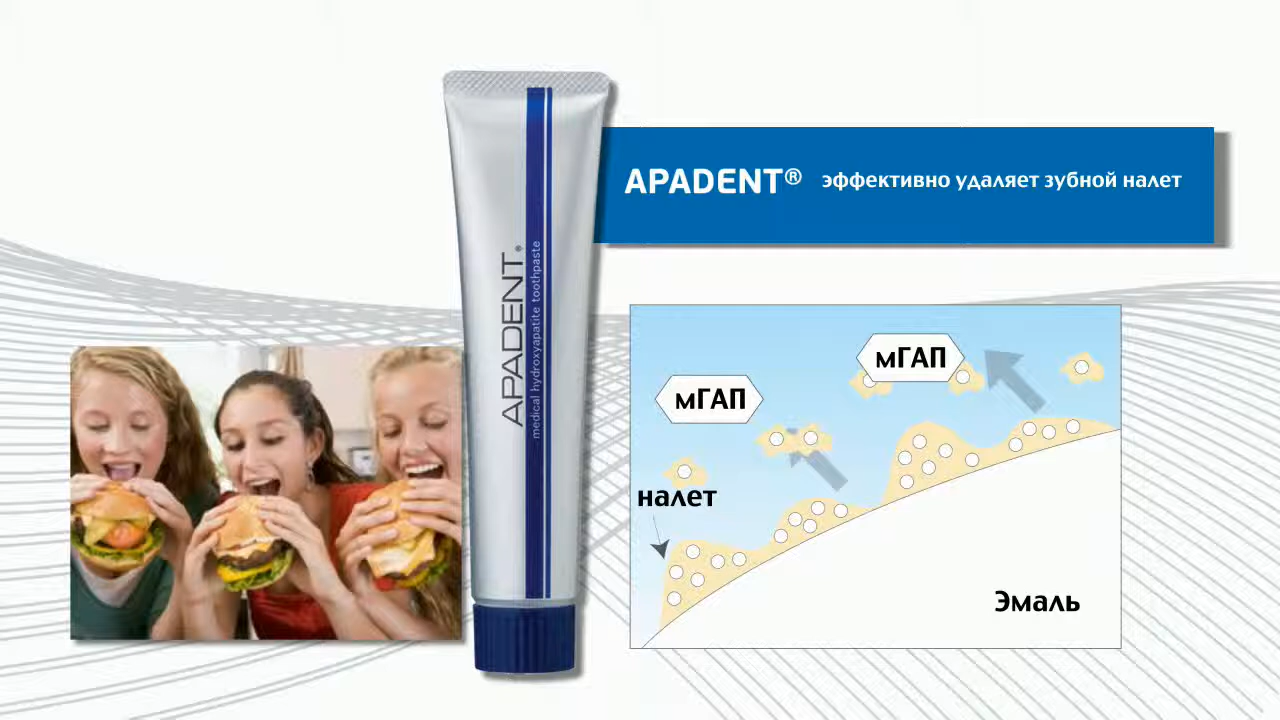 APADENT® эффективно удаляет зубной налет
APADENT®
medical hydroxyapatite toothpaste
мГАП
мГАП
налет
Эмаль